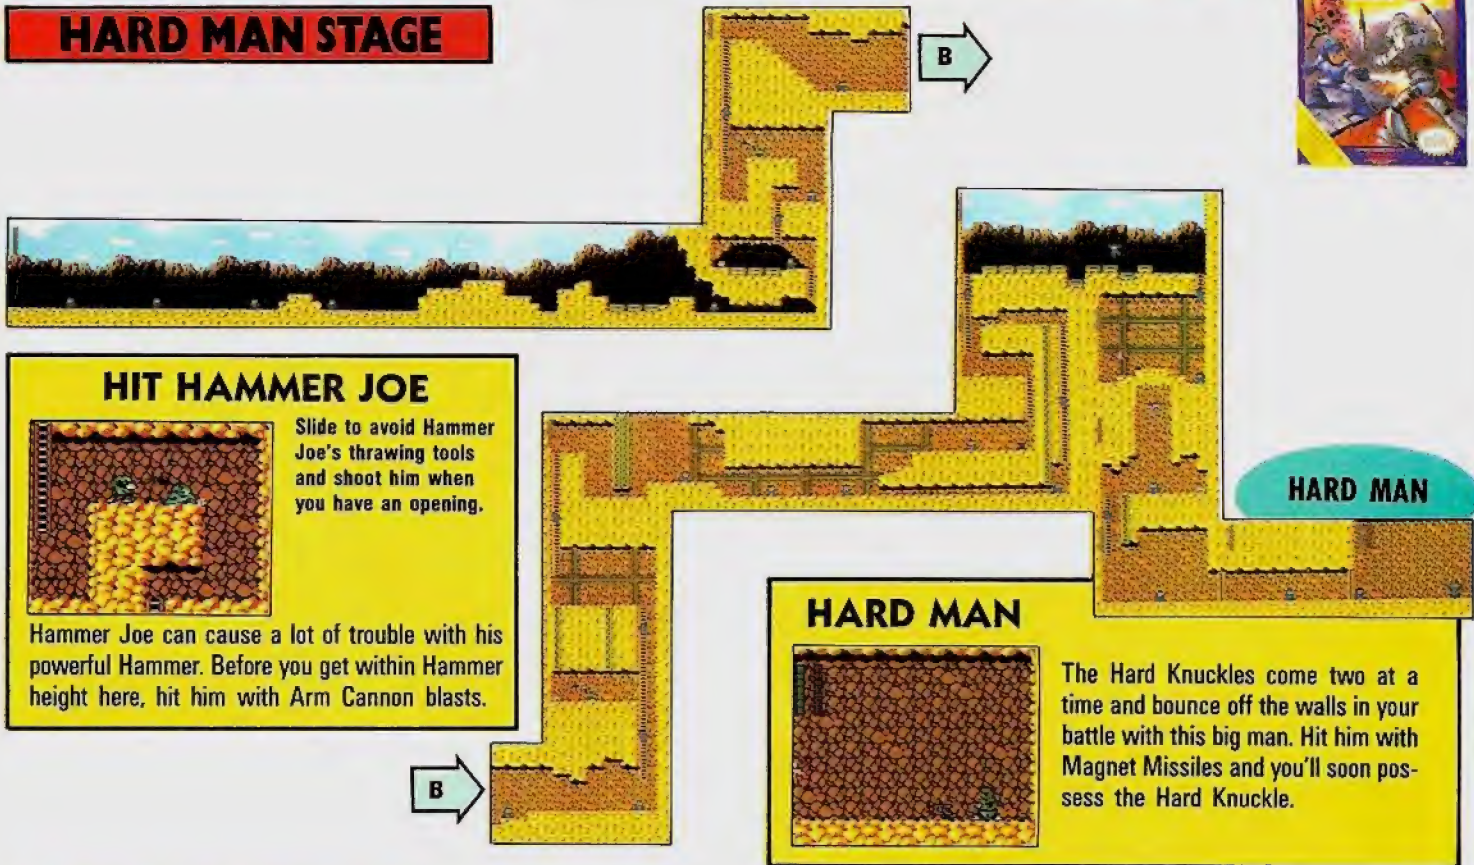 HARD MAN STAGE
B
HIT HAMMER JOE
Slide to avoid Hammer
Joe's thrawing tools
and shoot him when
you have an opening.
Hammer Joe can cause a lot of trouble with his
powerful Hammer. Before you get within Hammer
height here, hit him with Arm Cannon blasts.
B
HARD MAN
HARD MAN
The Hard Knuckles come two at a
time and bounce off the walls in your
battle with this big man. Hit him with
Magnet Missiles and you'll soon pos-
sess the Hard Knuckle.